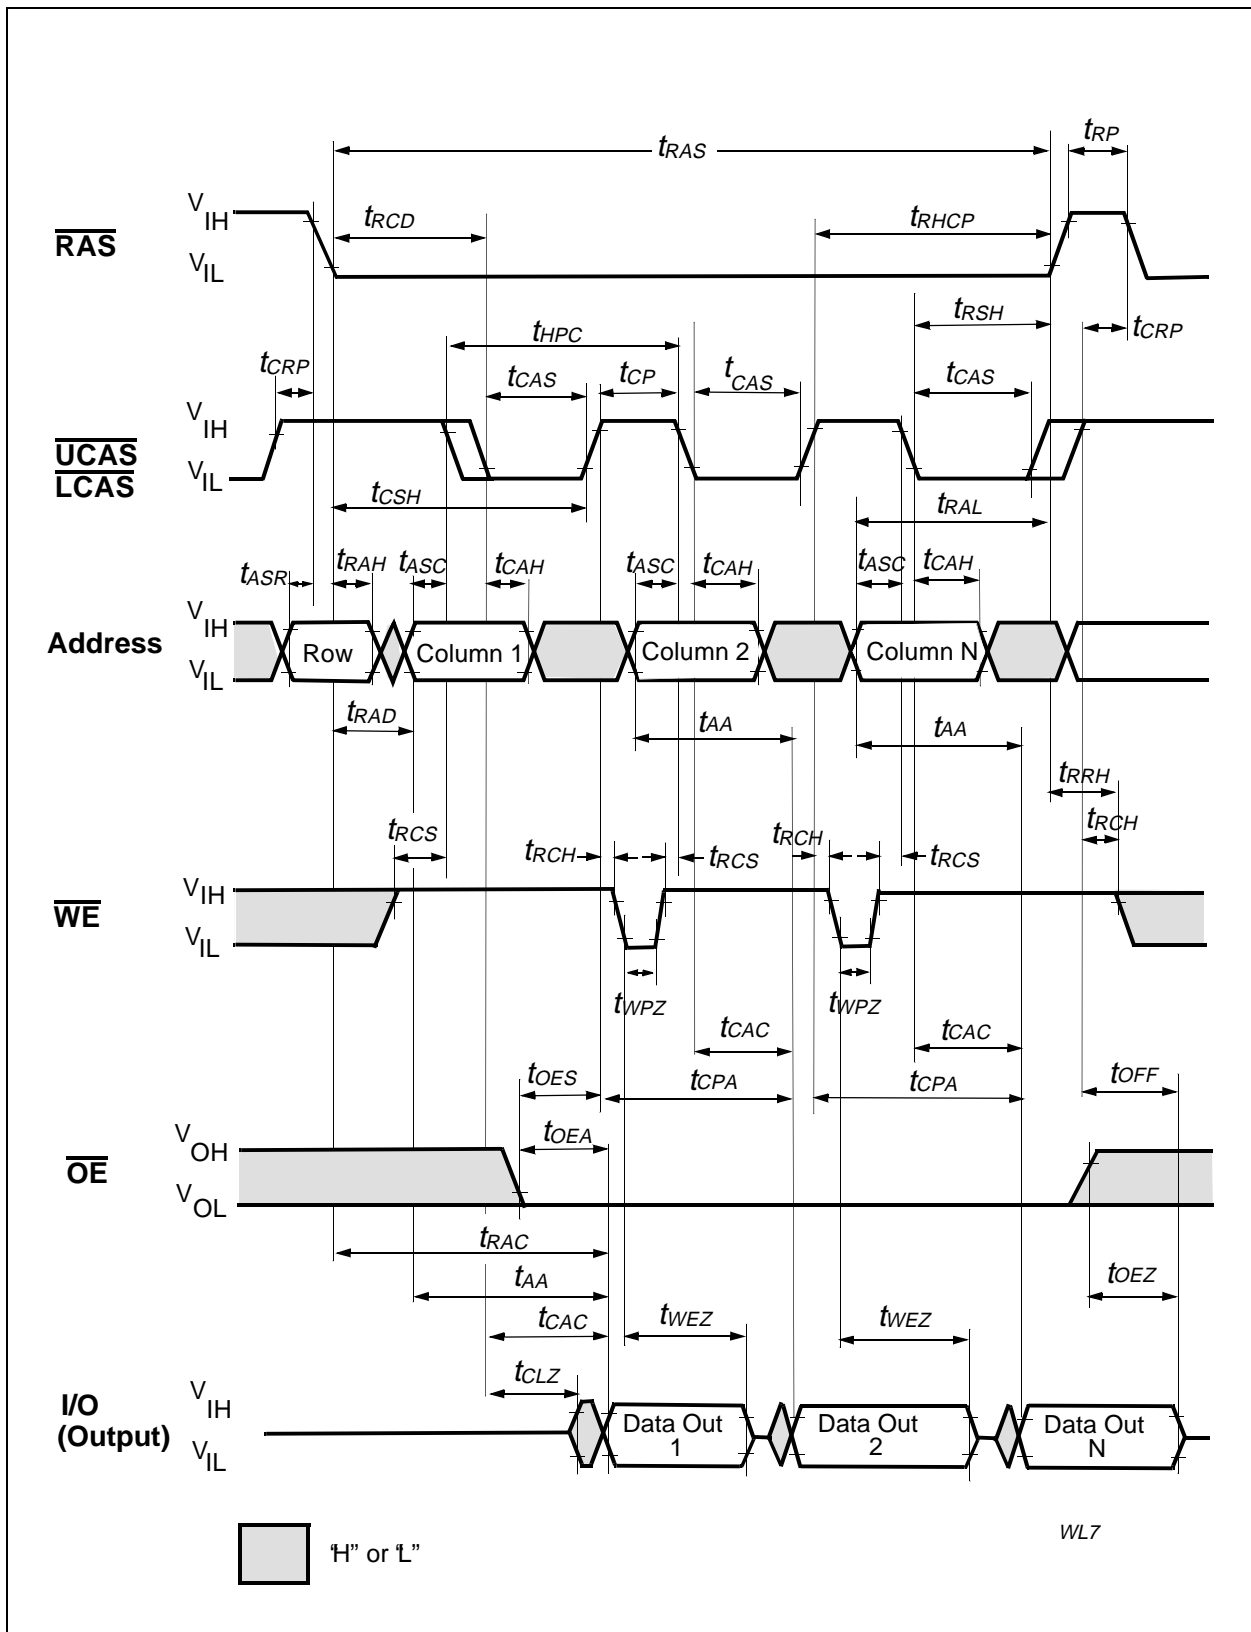 tRAS
tRP
VIH
RAS
VIL
tRCD
tRHCP
tRSH
tCRP
tHPC
tCRP
tCAS
tCP
tCAS
tCAS
VIH
UCAS
LCAS
VIL
tCSH
tRAL
tASR
tRAH
tASC
tCAH
tASC
tCAH
tASC
tCAH
VIH
Address
VIL
Row
Column 1
Column 2
Column N
tRAD
tAA
tAA
tRRH
tRCS
tRCH
tRCS
tRCH
tRCS
tRCH
VIH
WE
VIL
tWPZ
tWPZ
tCAC
tCAC
tOES
tCPA
tCPA
tOFF
tOEA
VOH
OE
VOL
tRAC
tAA
tOEZ
tCAC
tWEZ
tWEZ
tCLZ
VIH
I/O
(Output)
VIL
Data Out
1
Data Out
2
Data Out
N
WL7
“H” or “L”